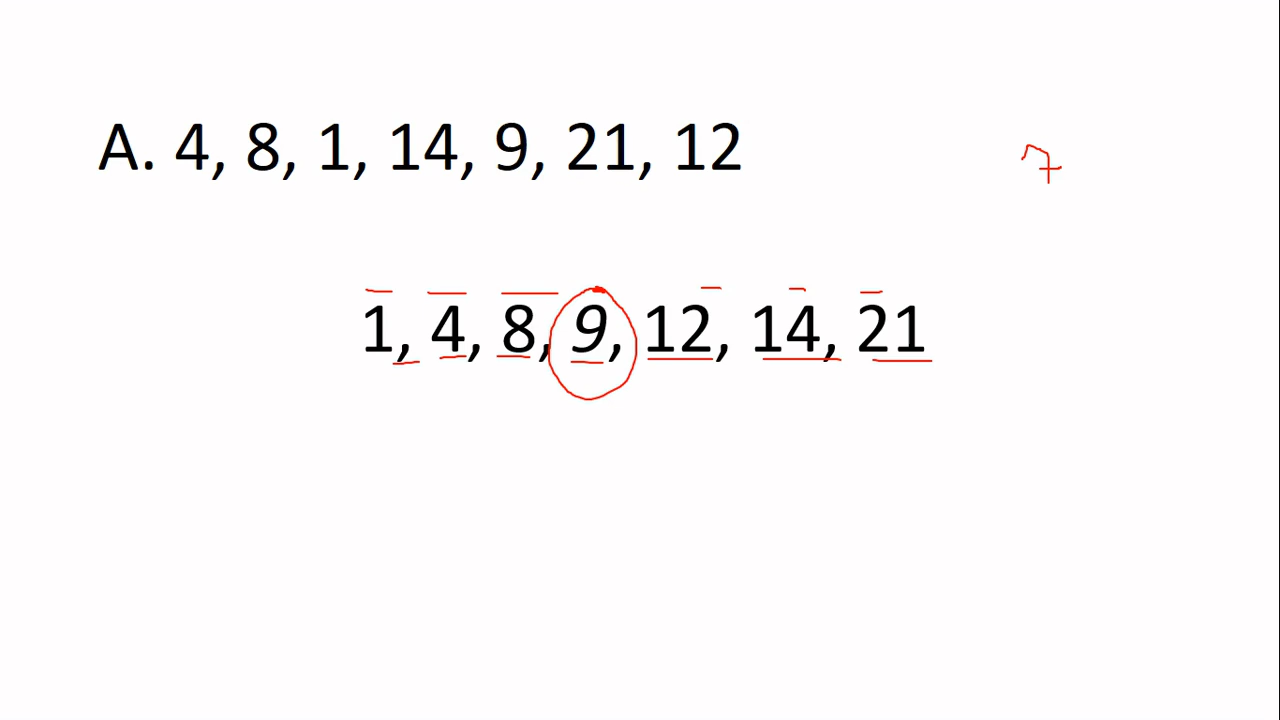 A. 4, 8, 1, 14, 9, 21, 12
7
1, 4, 8, 9, 12, 14, 21